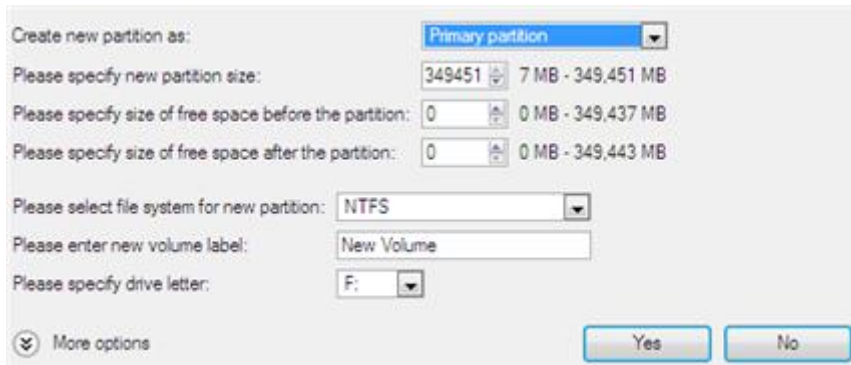 Create new partition as: Primary partition
Please specify new partition size: 349451 7 MB - 349,451 MB
Please specify size of free space before the partition: 0 0 MB - 349,437 MB
Please specify size of free space after the partition: 0 0 MB - 349,443 MB
Please select file system for new partition: NTFS
Please enter new volume label: New Volume
Please specify drive letter: F:
More options Yes No